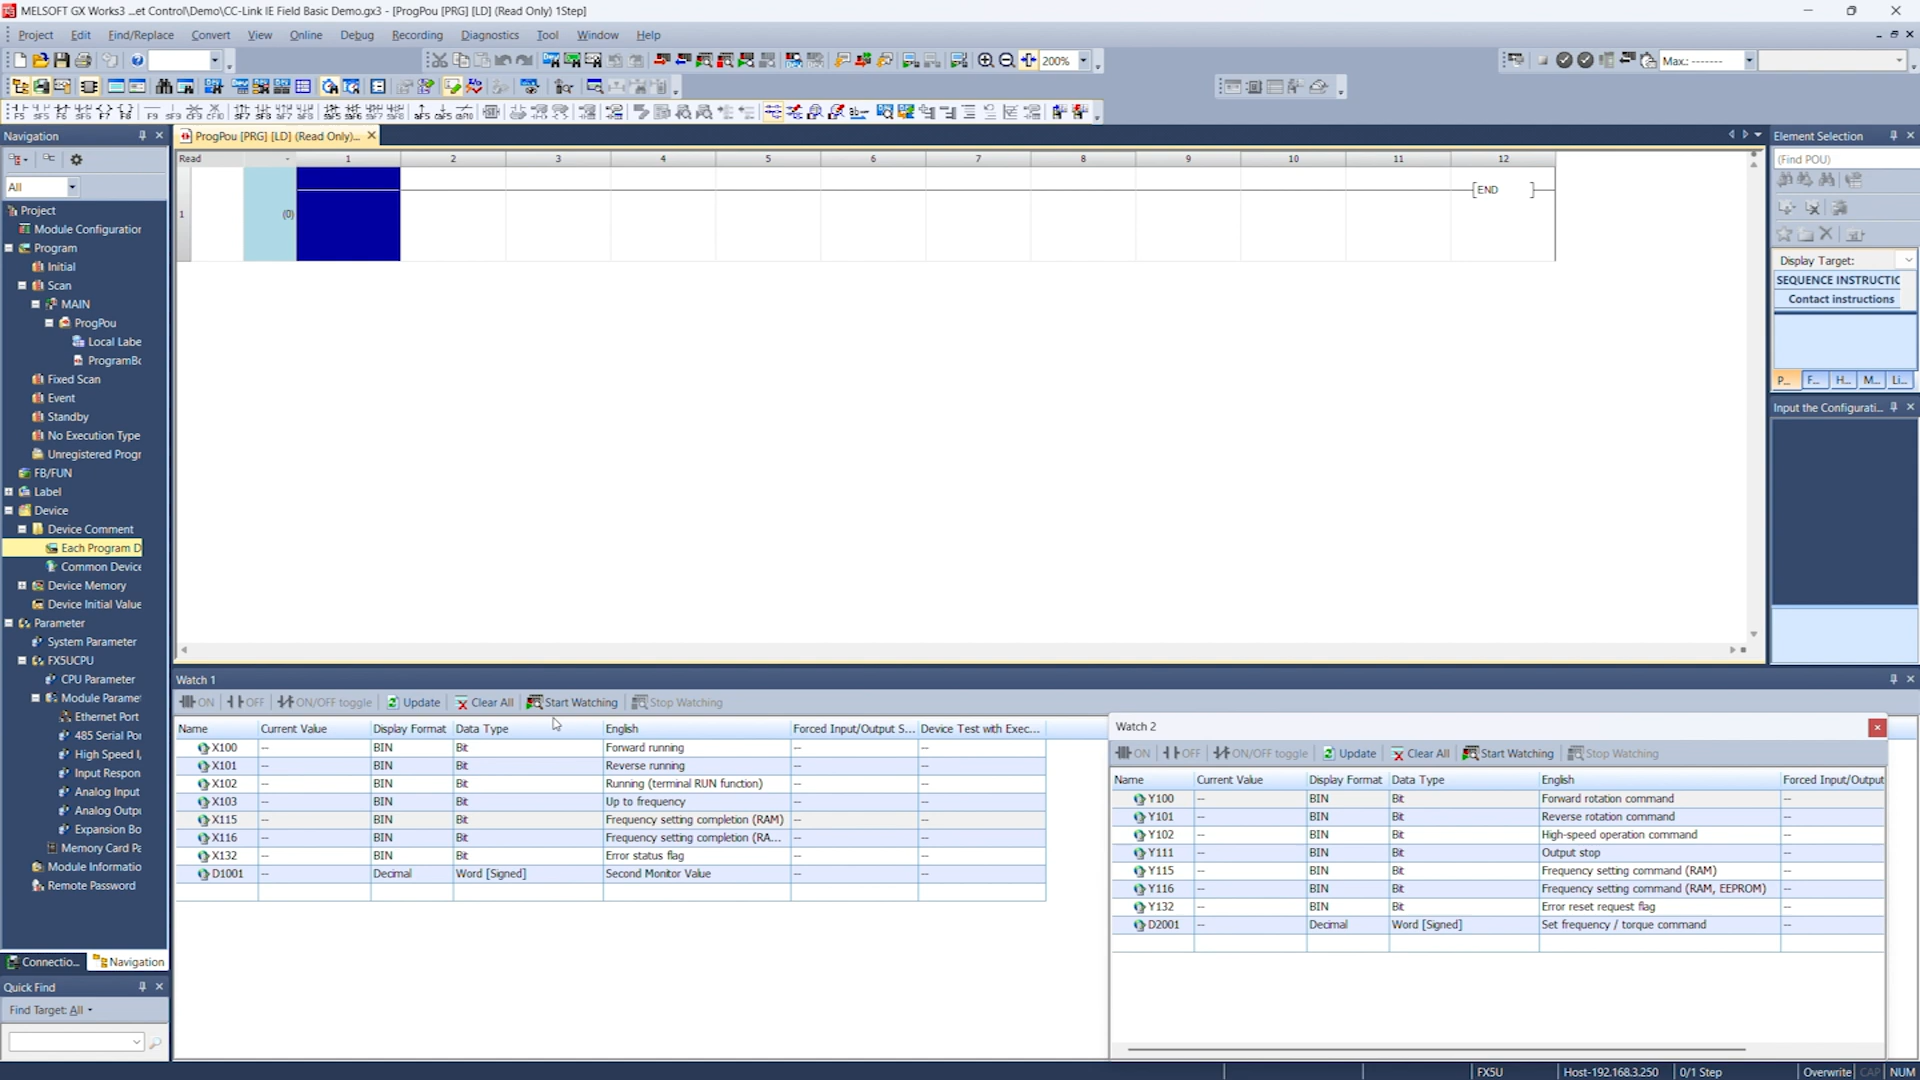 MELSOFT GX Works3 ...et Control\Demo\CC-Link IE Field Basic Demo.gx3 - [ProgPou [PRG] [LD] (Read Only) 1Step]
Project Edit Find/Replace Convert View Online Debug Recording Diagnostics Tool Window Help
200%
Max.: -------
Navigation
ProgPou [PRG] [LD] (Read Only)...
Element Selection
Read - 1 2 3 4 5 6 7 8 9 10 11 12
(Find POU)
All
1 (0) END
Project
Module Configuration
Program
Initial
Scan
MAIN
ProgPou
Local Labe
ProgramBo
Fixed Scan
Event
Standby
No Execution Type
Unregistered Progr
FB/FUN
Label
Device
Device Comment
Each Program D
Common Device
Device Memory
Device Initial Value
Parameter
System Parameter
FX5UCPU
CPU Parameter
Module Parame
Ethernet Port
485 Serial Po
High Speed I
Input Respon
Analog Input
Analog Outp
Expansion Bo
Memory Card Pa
Module Informatio
Remote Password
Display Target:
SEQUENCE INSTRUCTIC
Contact instructions
P... F... H... M... Li...
Input the Configurati...
Watch 1
ON OFF ON/OFF toggle Update Clear All Start Watching Stop Watching
Name Current Value Display Format Data Type English Forced Input/Output S... Device Test with Exec...
X100 -- BIN Bit Forward running -- --
X101 -- BIN Bit Reverse running -- --
X102 -- BIN Bit Running (terminal RUN function) -- --
X103 -- BIN Bit Up to frequency -- --
X115 -- BIN Bit Frequency setting completion (RAM) -- --
X116 -- BIN Bit Frequency setting completion (RA... -- --
X132 -- BIN Bit Error status flag -- --
D1001 -- Decimal Word [Signed] Second Monitor Value -- --
Watch 2
ON OFF ON/OFF toggle Update Clear All Start Watching Stop Watching
Name Current Value Display Format Data Type English Forced Input/Output
Y100 -- BIN Bit Forward rotation command --
Y101 -- BIN Bit Reverse rotation command --
Y102 -- BIN Bit High-speed operation command --
Y111 -- BIN Bit Output stop --
Y115 -- BIN Bit Frequency setting command (RAM) --
Y116 -- BIN Bit Frequency setting command (RAM, EEPROM) --
Y132 -- BIN Bit Error reset request flag --
D2001 -- Decimal Word [Signed] Set frequency / torque command --
Connectio... Navigation
Quick Find
Find Target: All
FX5U Host-192.168.3.250 0/1 Step Overwrite CAP NUM